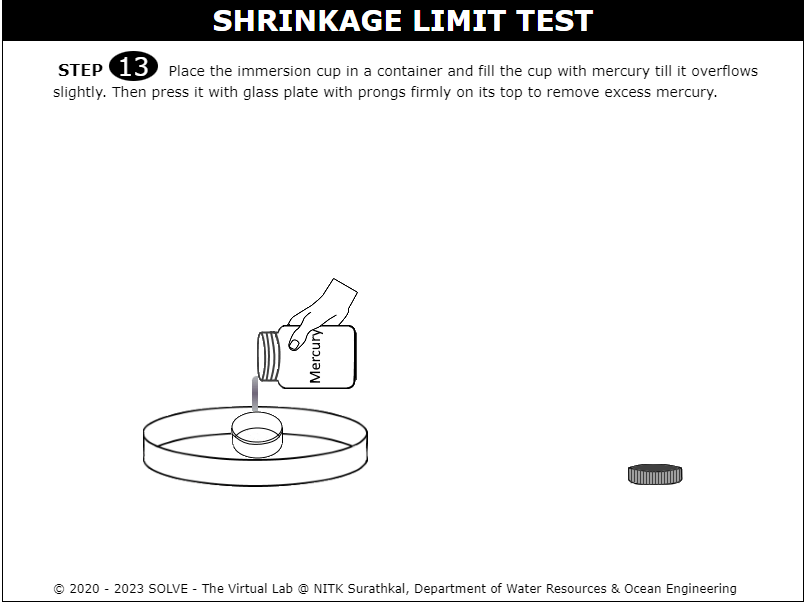 SHRINKAGE LIMIT TEST
STEP 13 Place the immersion cup in a container and fill the cup with mercury till it overflows
slightly. Then press it with glass plate with prongs firmly on its top to remove excess mercury.
Mercury
© 2020 - 2023 SOLVE - The Virtual Lab @ NITK Surathkal, Department of Water Resources & Ocean Engineering